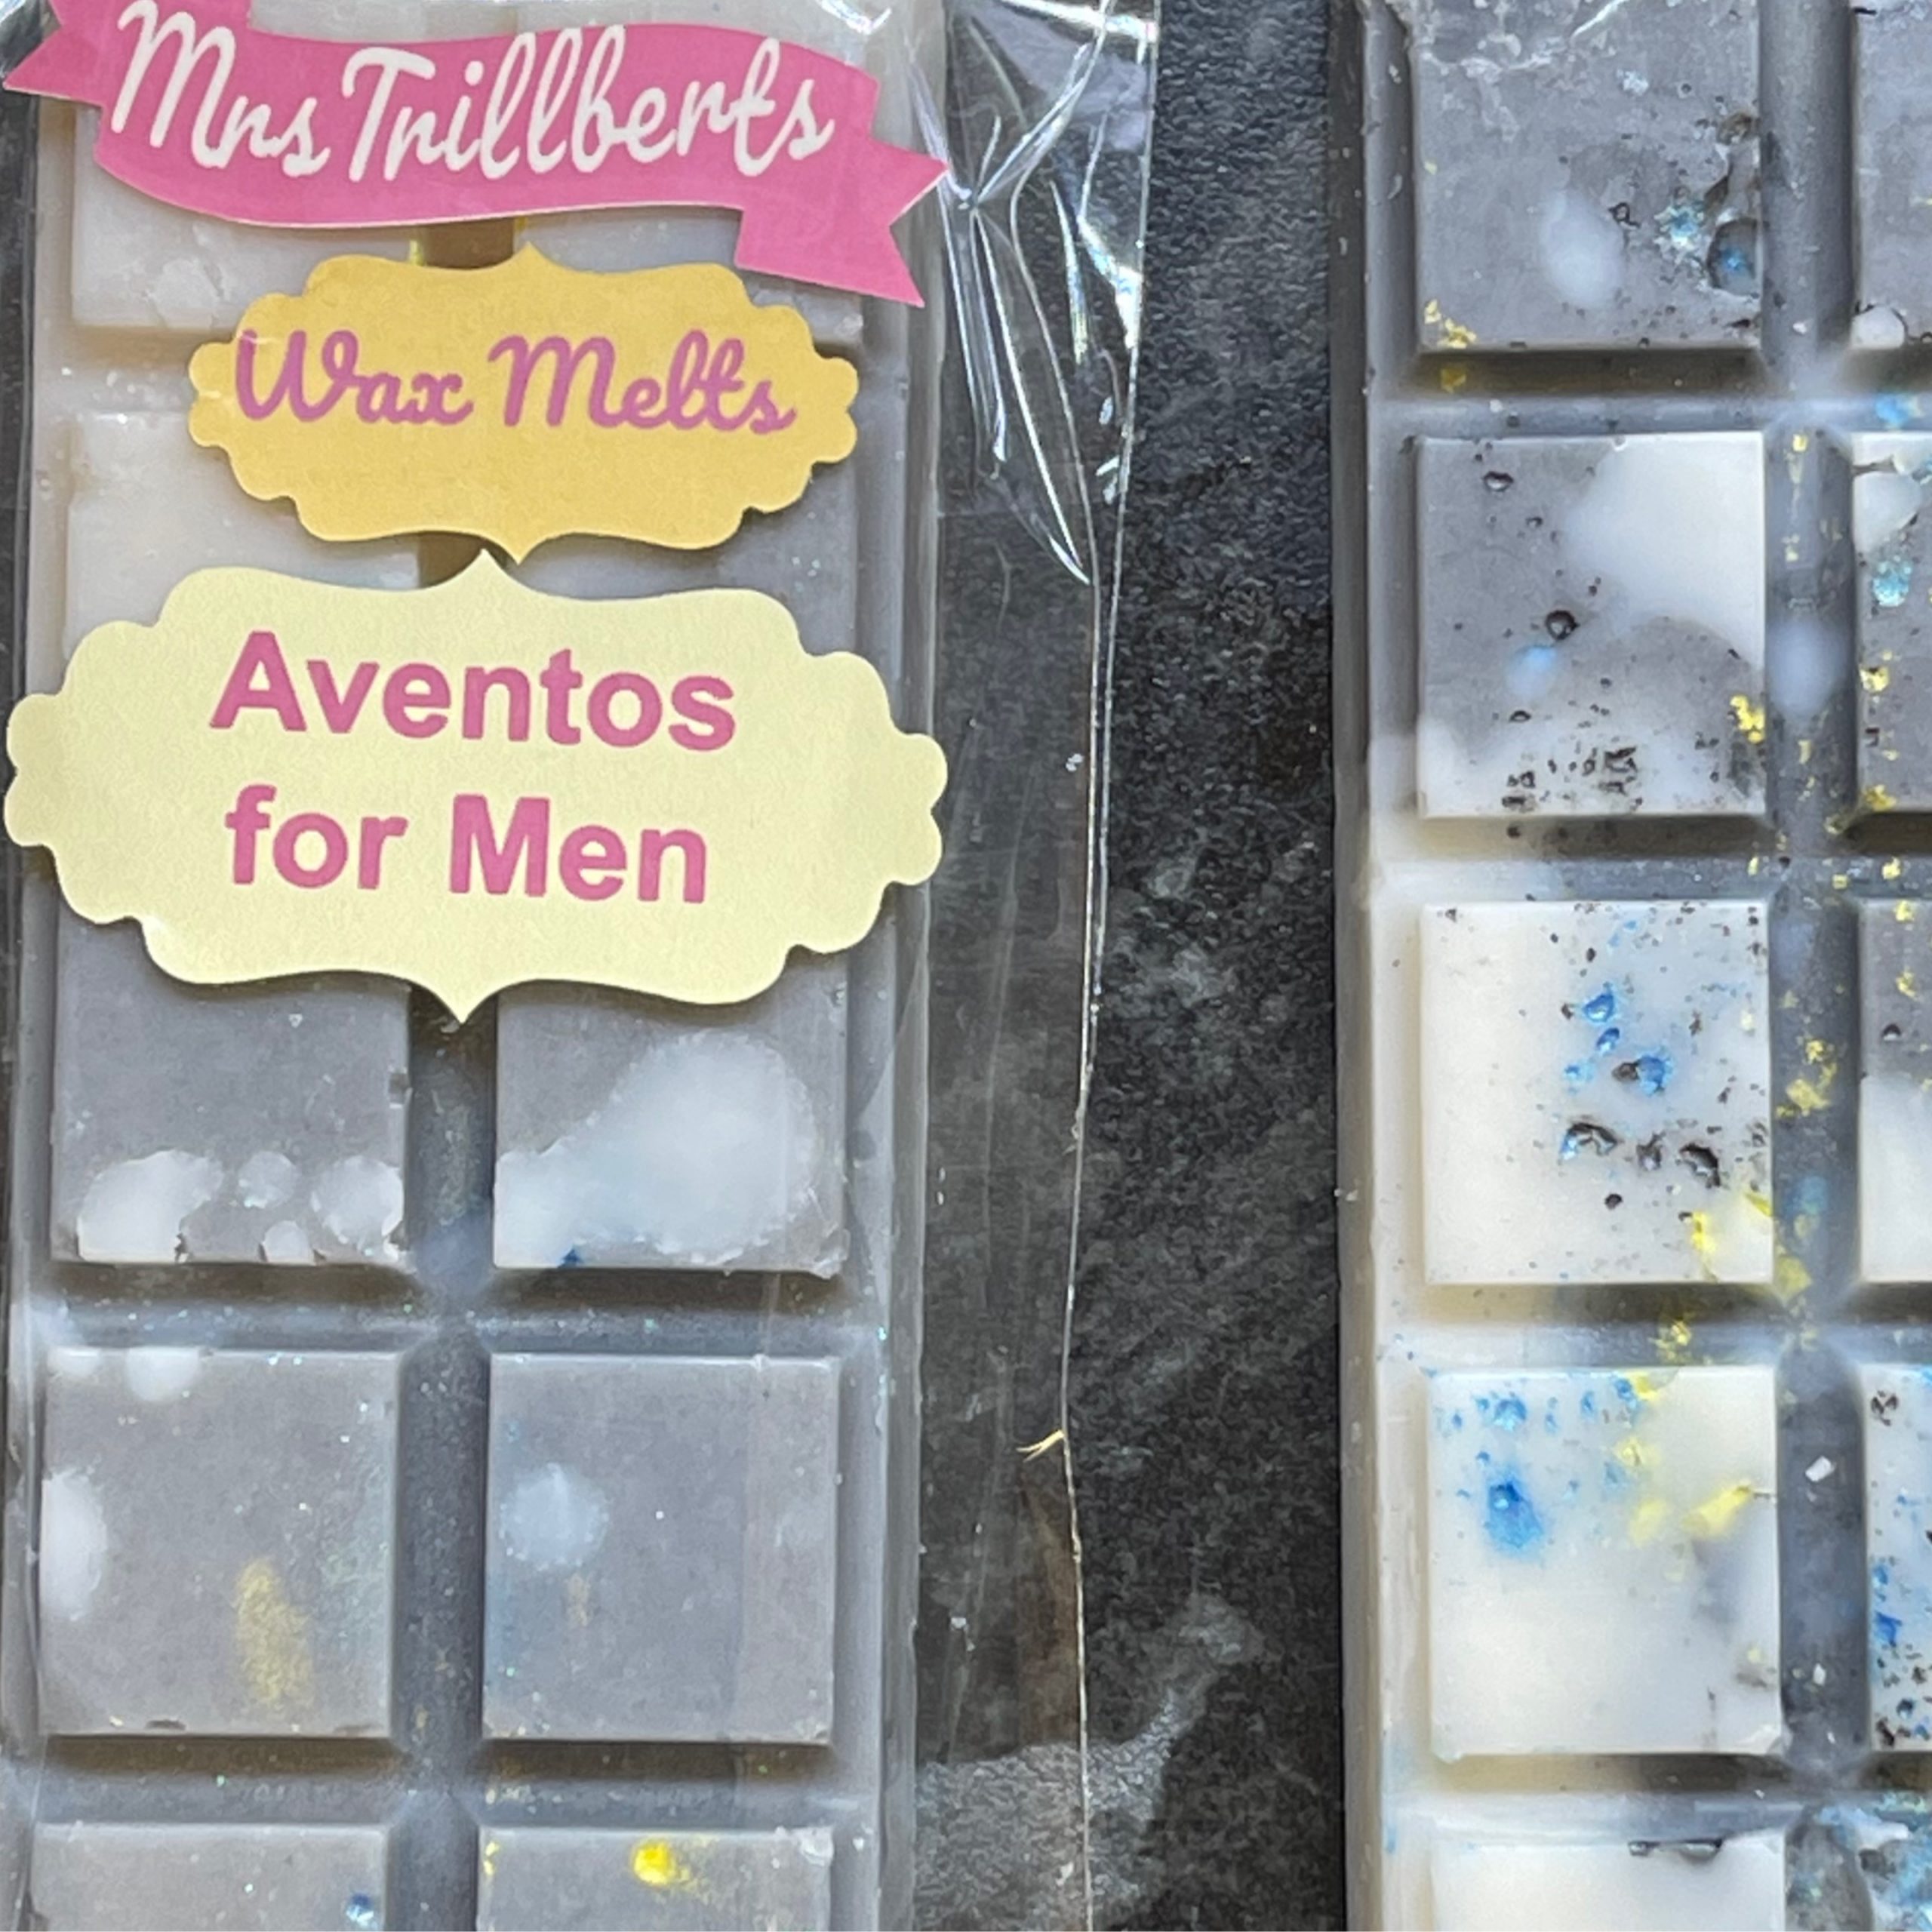 Mrs Trillberts
Wax Melts
Aventos
for Men